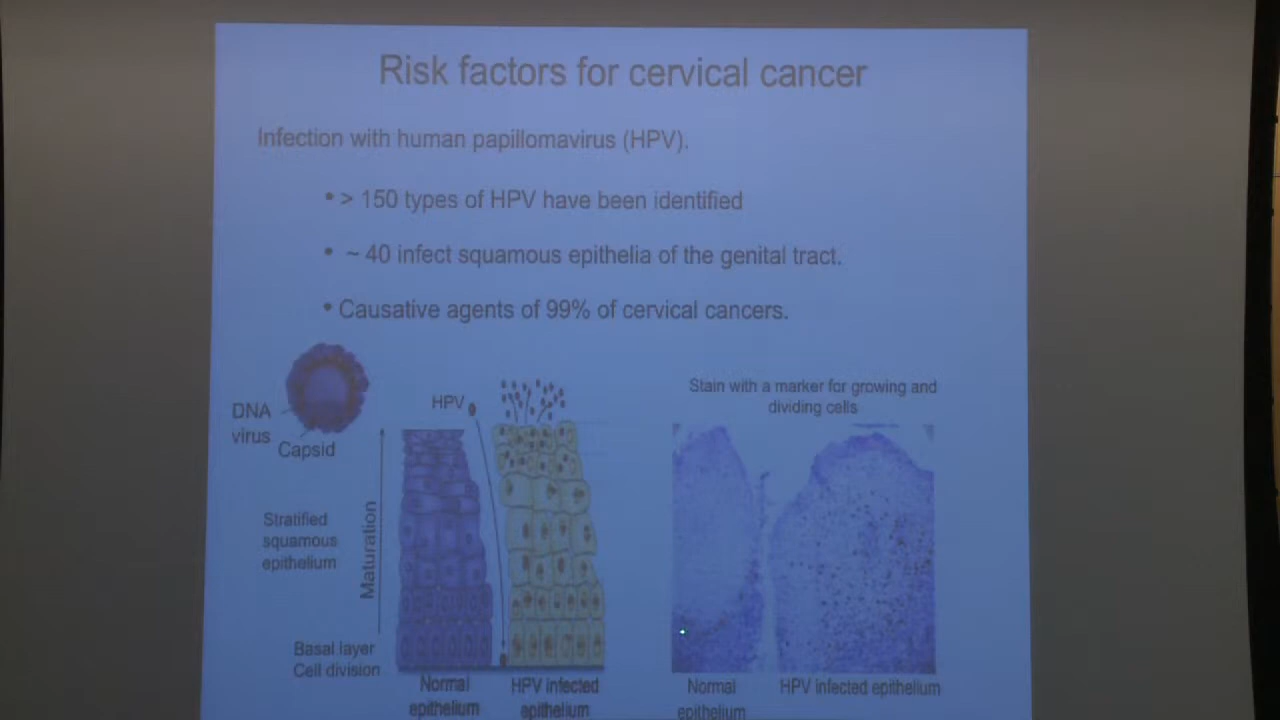 Risk factors for cervical cancer
Infection with human papillomavirus (HPV).
• > 150 types of HPV have been identified
• ~ 40 infect squamous epithelia of the genital tract.
• Causative agents of 99% of cervical cancers.
DNA
virus
Capsid
HPV
Stratified
squamous
epithelium
Maturation
Basal layer
Cell division
Normal
epithelium
HPV infected
epithelium
Stain with a marker for growing and
dividing cells
Normal
epithelium
HPV infected epithelium